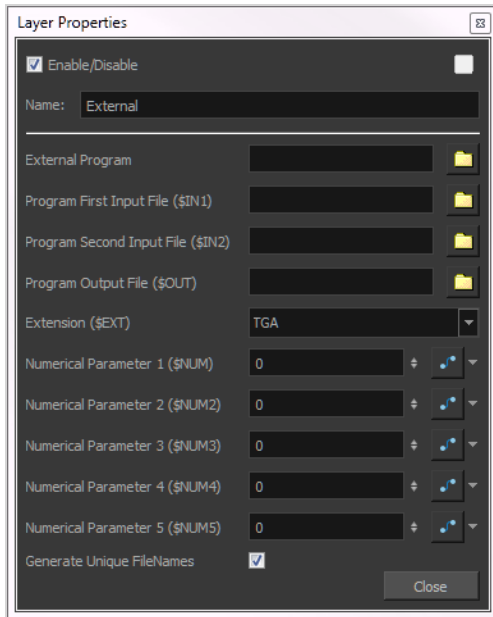 Layer Properties
Enable/Disable
Name: External
External Program
Program First Input File ($IN1)
Program Second Input File ($IN2)
Program Output File ($OUT)
Extension ($EXT) TGA
Numerical Parameter 1 ($NUM) 0
Numerical Parameter 2 ($NUM2) 0
Numerical Parameter 3 ($NUM3) 0
Numerical Parameter 4 ($NUM4) 0
Numerical Parameter 5 ($NUM5) 0
Generate Unique FileNames
Close